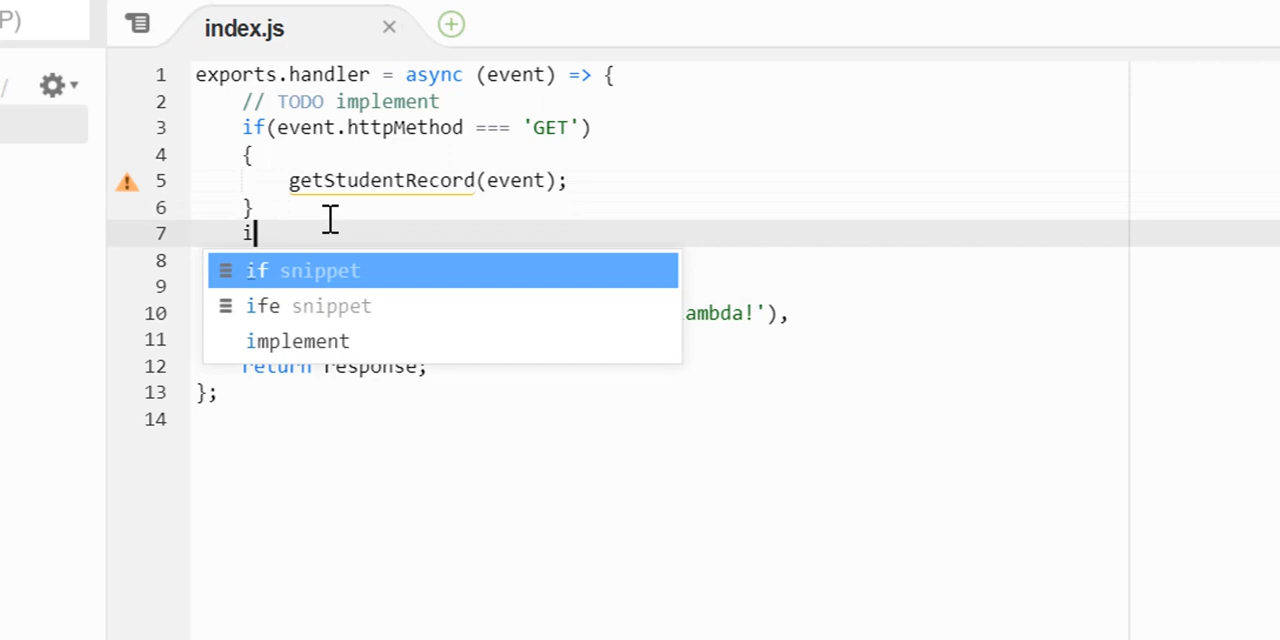 P)
index.js
/
1 exports.handler = async (event) => {
2 // TODO implement
3 if(event.httpMethod === 'GET')
4 {
5 getStudentRecord(event);
6 }
7 i
8 if snippet
9 ife snippet
10 ambda!'),
11 implement
12 return response;
13 };
14